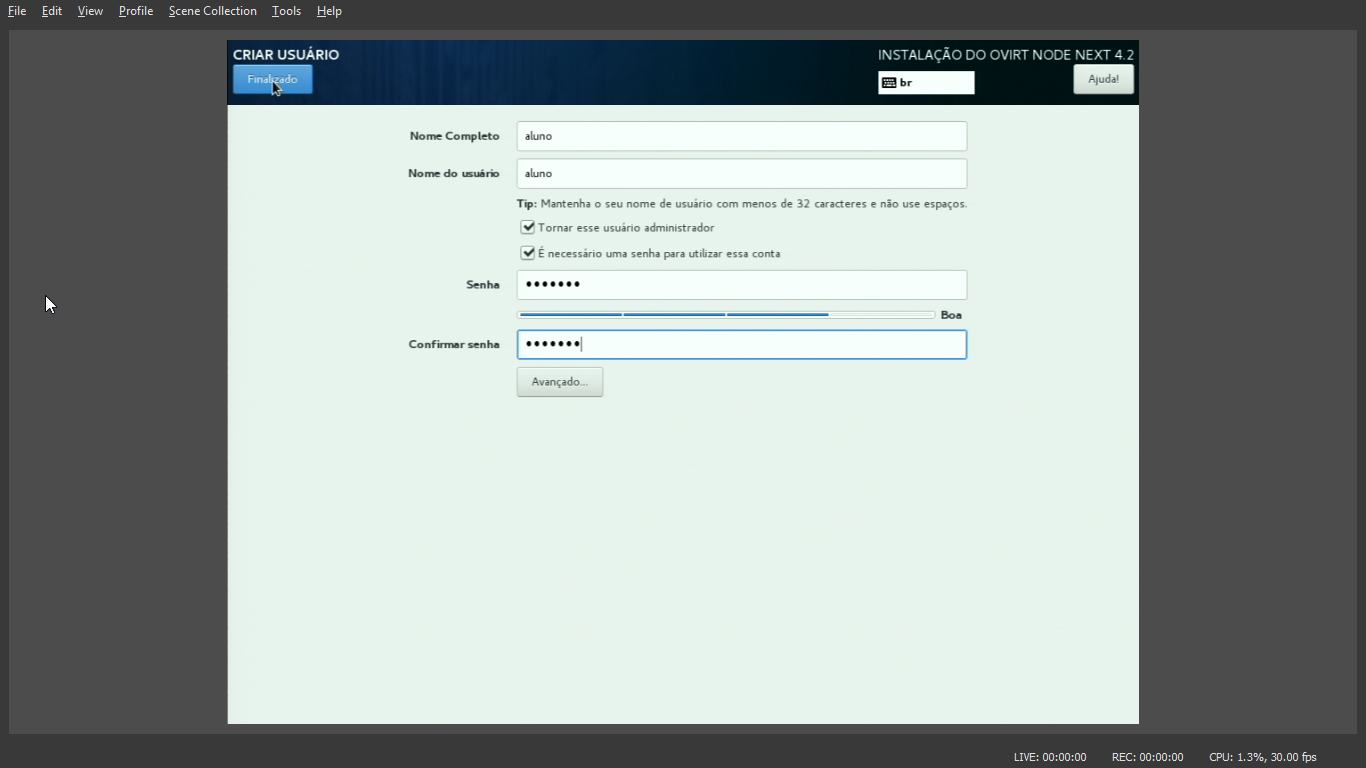 File Edit View Profile Scene Collection Tools Help
CRIAR USUÁRIO
INSTALAÇÃO DO OVIRT NODE NEXT 4.2
Finalizado
br
Ajuda!
Nome Completo aluno
Nome do usuário aluno
Tip: Mantenha o seu nome de usuário com menos de 32 caracteres e não use espaços.
Tornar esse usuário administrador
É necessário uma senha para utilizar essa conta
Senha •••••••
Boa
Confirmar senha •••••••
Avançado...
LIVE: 00:00:00 REC: 00:00:00 CPU: 1.3%, 30.00 fps